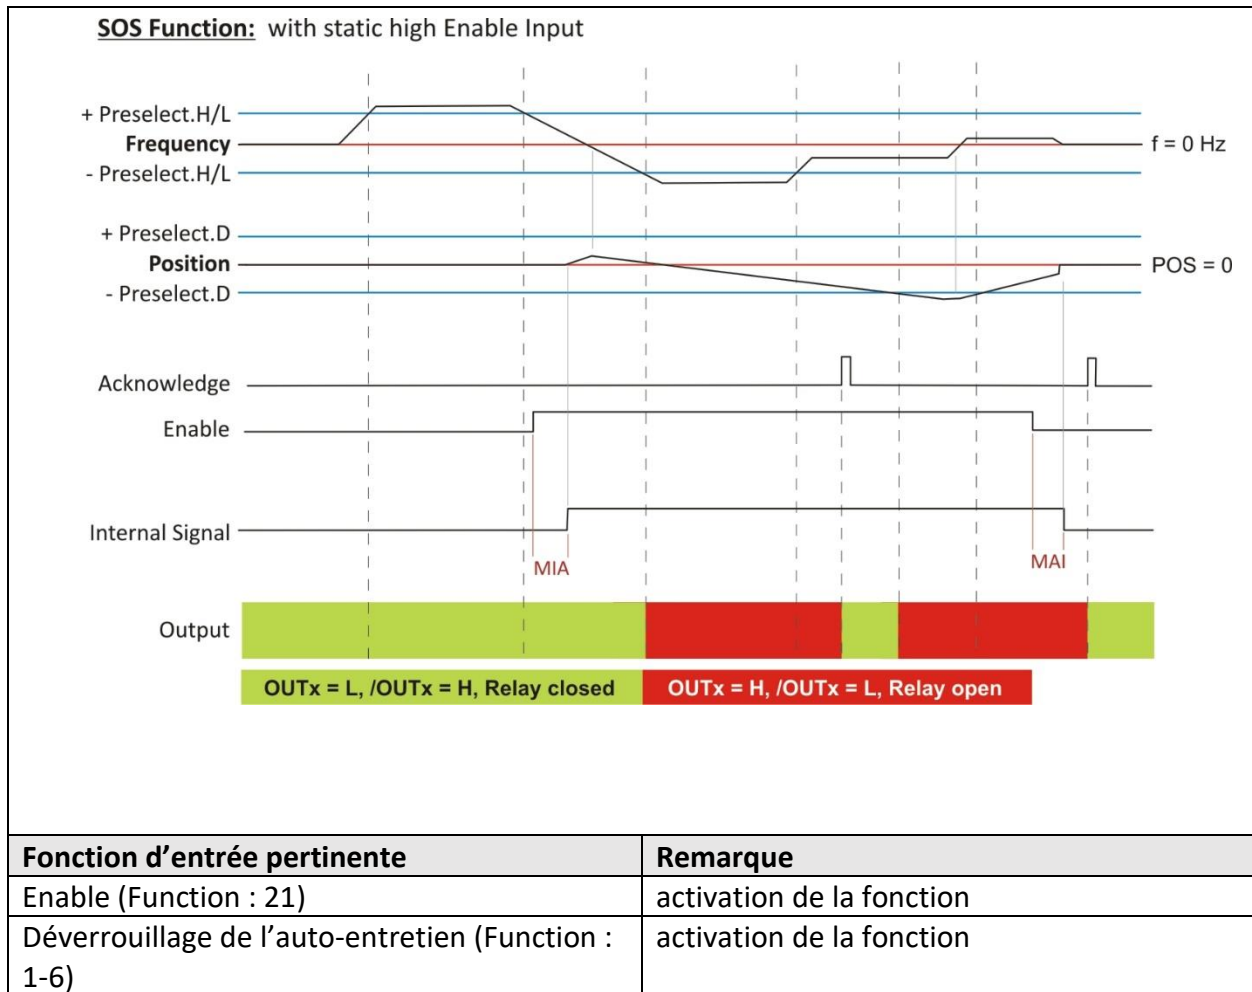 SOS Function: with static high Enable Input
+ Preselect.H/L
Frequency
f = 0 Hz
- Preselect.H/L
+ Preselect.D
Position
POS = 0
- Preselect.D
Acknowledge
Enable
Internal Signal
MIA
MAI
Output
OUTx = L, /OUTx = H, Relay closed
OUTx = H, /OUTx = L, Relay open
Fonction d’entrée pertinente
Remarque
Enable (Function : 21)
activation de la fonction
Déverrouillage de l’auto-entretien (Function :
1-6)
activation de la fonction